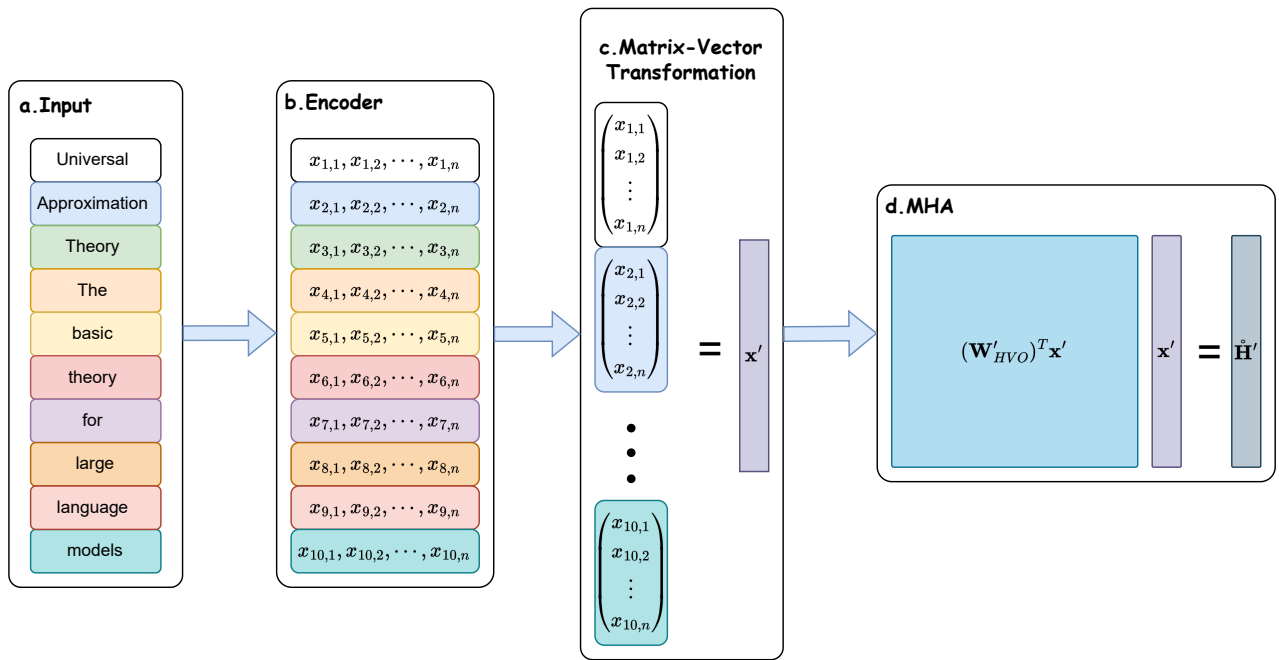 a.Input
Universal
Approximation
Theory
The
basic
theory
for
large
language
models
b.Encoder
x_{1,1}, x_{1,2}, ⋯, x_{1,n}
x_{2,1}, x_{2,2}, ⋯, x_{2,n}
x_{3,1}, x_{3,2}, ⋯, x_{3,n}
x_{4,1}, x_{4,2}, ⋯, x_{4,n}
x_{5,1}, x_{5,2}, ⋯, x_{5,n}
x_{6,1}, x_{6,2}, ⋯, x_{6,n}
x_{7,1}, x_{7,2}, ⋯, x_{7,n}
x_{8,1}, x_{8,2}, ⋯, x_{8,n}
x_{9,1}, x_{9,2}, ⋯, x_{9,n}
x_{10,1}, x_{10,2}, ⋯, x_{10,n}
c.Matrix-Vector
Transformation
x_{1,1}
x_{1,2}
⋮
x_{1,n}
x_{2,1}
x_{2,2}
⋮
x_{2,n}
⋮
x_{10,1}
x_{10,2}
⋮
x_{10,n}
= x′
d.MHA
(W′_{HVO})^T x′ x′ = H̊′